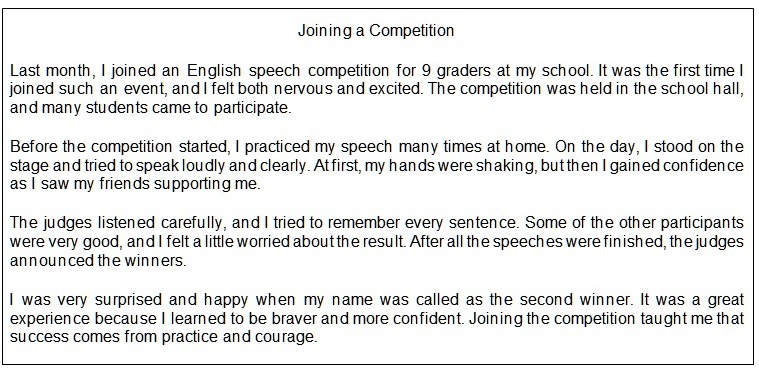 Joining a Competition
Last month, I joined an English speech competition for 9 graders at my school. It was the first time I
joined such an event, and I felt both nervous and excited. The competition was held in the school hall,
and many students came to participate.
Before the competition started, I practiced my speech many times at home. On the day, I stood on the
stage and tried to speak loudly and clearly. At first, my hands were shaking, but then I gained confidence
as I saw my friends supporting me.
The judges listened carefully, and I tried to remember every sentence. Some of the other participants
were very good, and I felt a little worried about the result. After all the speeches were finished, the judges
announced the winners.
I was very surprised and happy when my name was called as the second winner. It was a great
experience because I learned to be braver and more confident. Joining the competition taught me that
success comes from practice and courage.